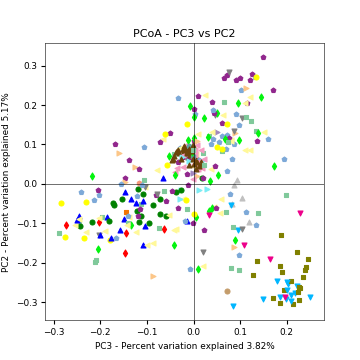 PCoA - PC3 vs PC2
PC2 - Percent variation explained 5.17%
0.3
0.2
0.1
0.0
−0.1
−0.2
−0.3
−0.3 −0.2 −0.1 0.0 0.1 0.2
PC3 - Percent variation explained 3.82%